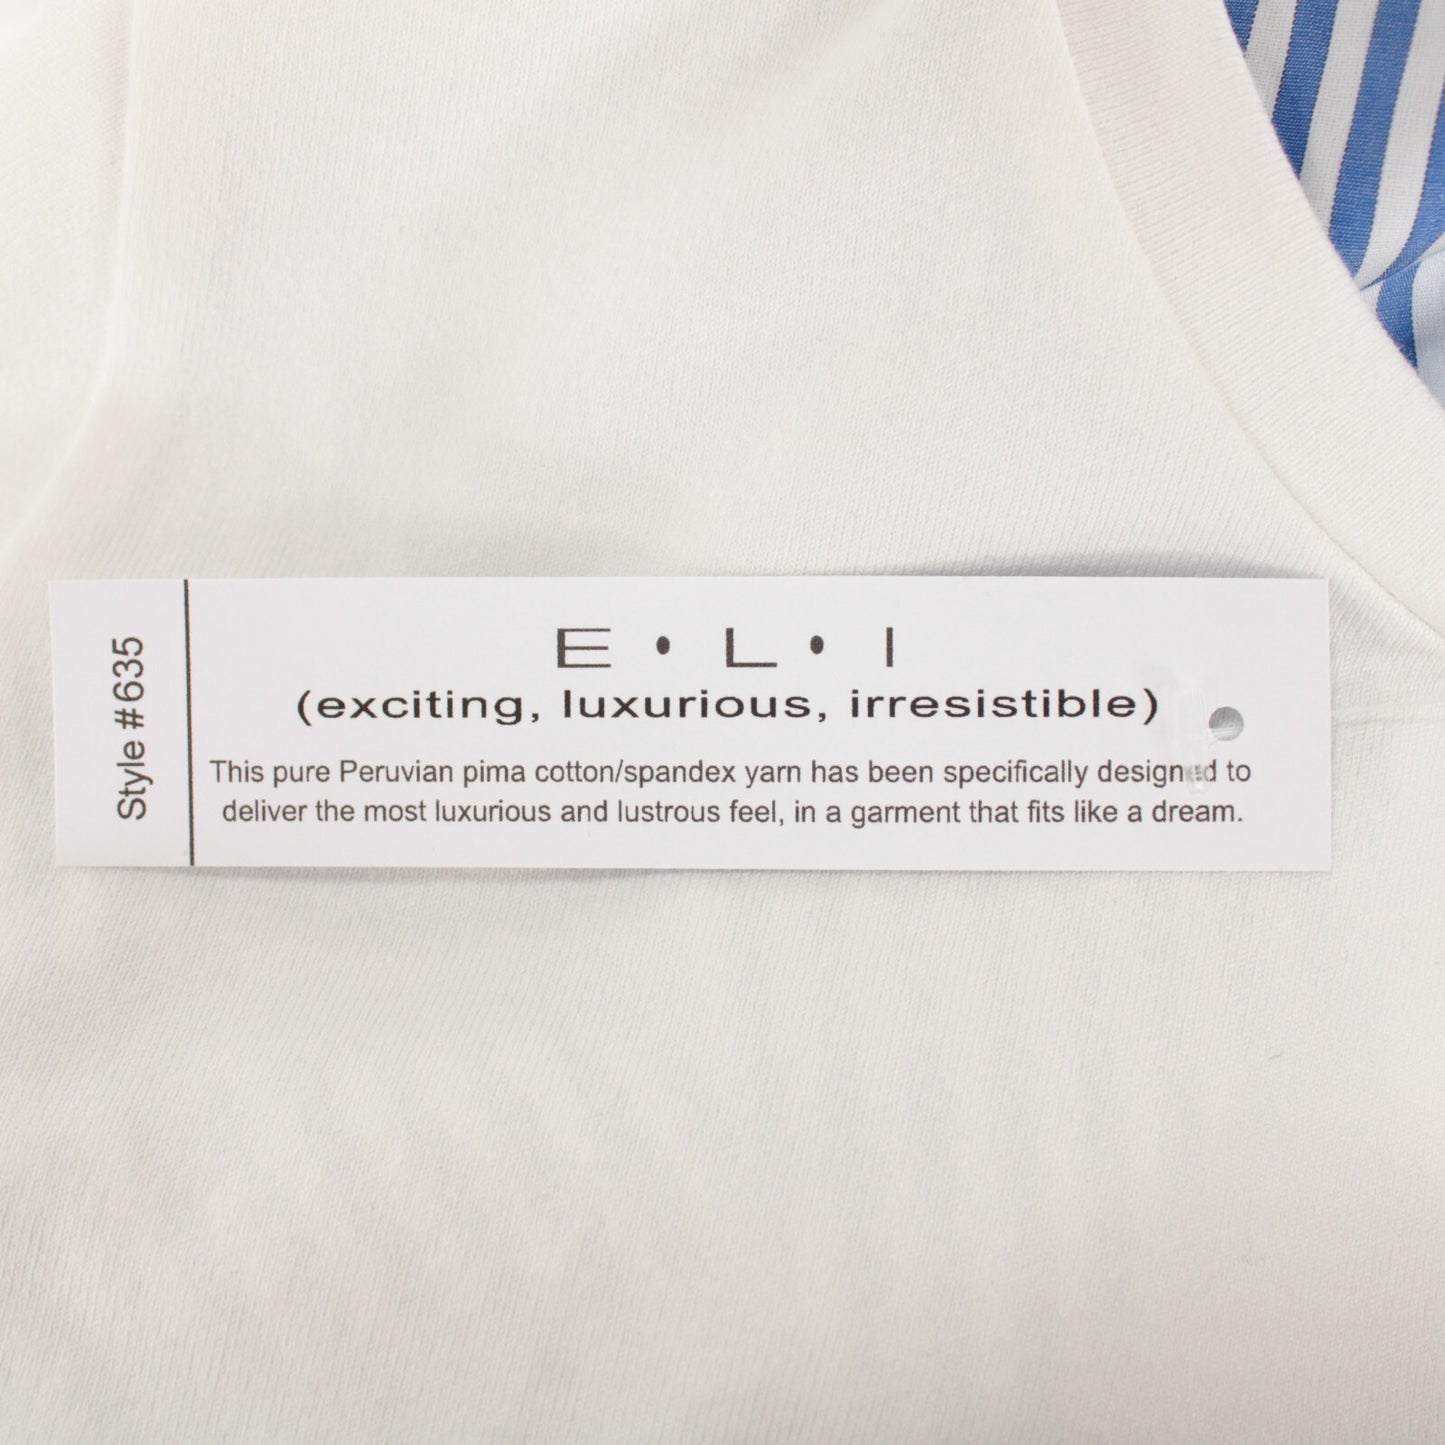 Style # 635
E • L • I
(exciting, luxurious, irresistible)
This pure Peruvian pima cotton/spandex yarn has been specifically designed to
deliver the most luxurious and lustrous feel, in a garment that fits like a dream.